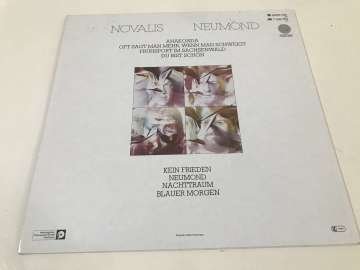 NOVALIS NEUMOND
ANAKONDA
OFT SAGT MAN MEHR, WENN MAN SCHWEIGT
FRÜHSPORT IM SACHSENWALD
DU BIST SCHÖN
KEIN FRIEDEN
NEUMOND
NACHTTRAUM
BLAUER MORGEN